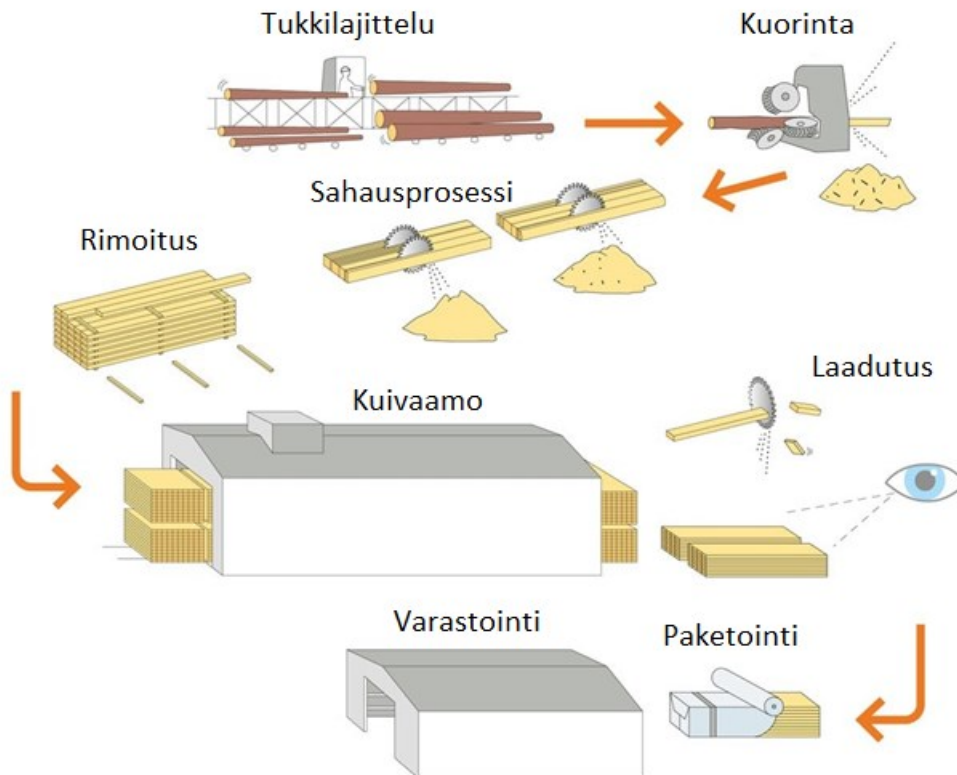 Tukkilajittelu
Kuorinta
Sahausprosessi
Rimoitus
Kuivaamo
Laadutus
Varastointi
Paketointi